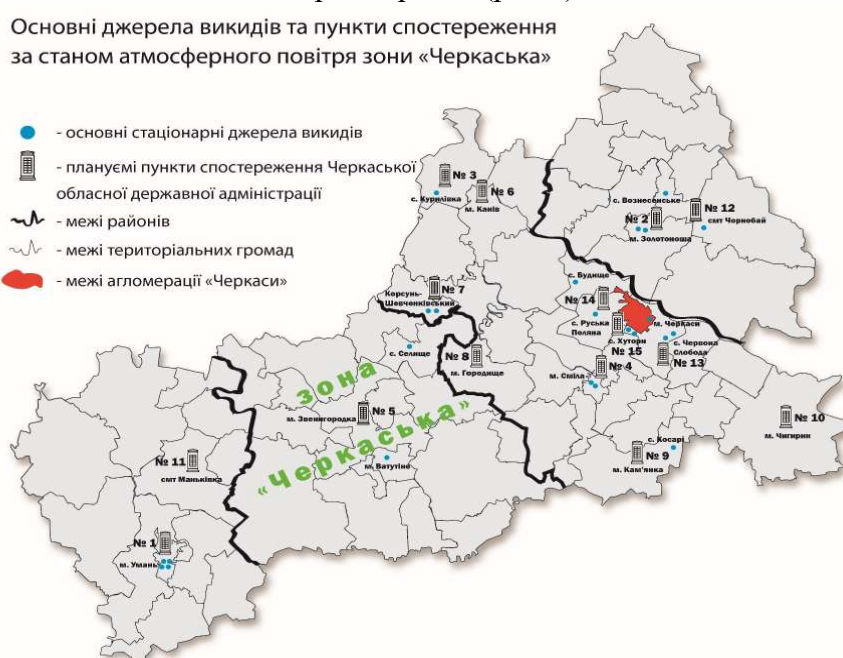 Основні джерела викидів та пункти спостереження
за станом атмосферного повітря зони «Черкаська»
- основні стаціонарні джерела викидів
- плануємі пункти спостереження Черкаської
обласної державної адміністрації
- межі районів
- межі територіальних громад
- межі агломерації «Черкаси»
№ 3
с. Курилівка
№ 6
м. Канів
с. Вознесенське
№ 12
смт Чорнобай
№ 2
м. Золотоноша
с. Будище
№ 7
Корсунь-
Шевченківський
№ 14
с. Руська
Поляна
м. Черкаси
с. Хутори
№ 15
с. Червона
Слобода
№ 13
с. Селище
№ 8
м. Городище
м. Сміла
№ 4
зона
«Черкаська»
м. Звенигородка
№ 5
м. Ватутіне
№ 10
м. Чигирин
с. Косарі
№ 9
м. Кам'янка
№ 11
смт Маньківка
№ 1
м. Умань